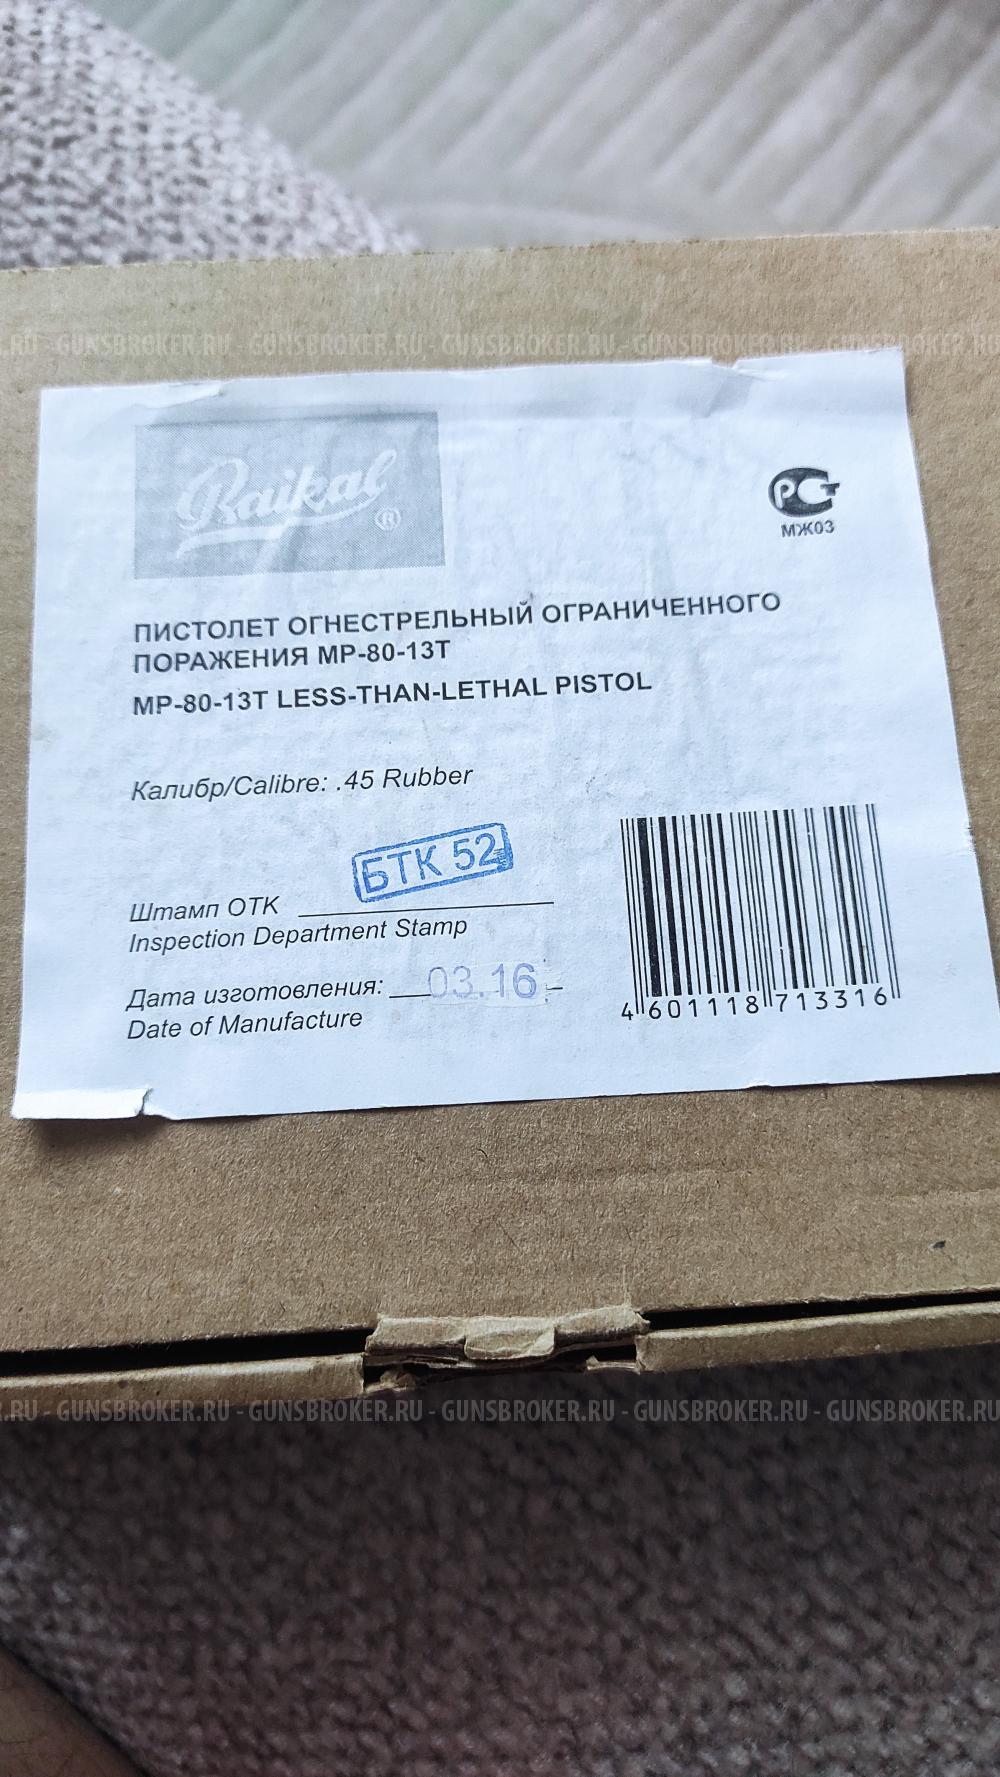 .RU - GUNSBROKER.RU - GUNSBROKER.RU - GUNSBROKER.RU - GUNSBROKER.RU - GUNSBROKER.RU
Baikal ®
РСТ
МЖ03
ПИСТОЛЕТ ОГНЕСТРЕЛЬНЫЙ ОГРАНИЧЕННОГО
ПОРАЖЕНИЯ МР-80-13Т
MP-80-13T LESS-THAN-LETHAL PISTOL
Калибр/Calibre: .45 Rubber
БТК 52
Штамп ОТК
Inspection Department Stamp
Дата изготовления: 03.16
Date of Manufacture
4 601118 713316
.RU - GUNSBROKER.RU - GUNSBROKER.RU - GUNSBROKER.RU - GUNSBROKER.RU - GUNSBROKER.RU